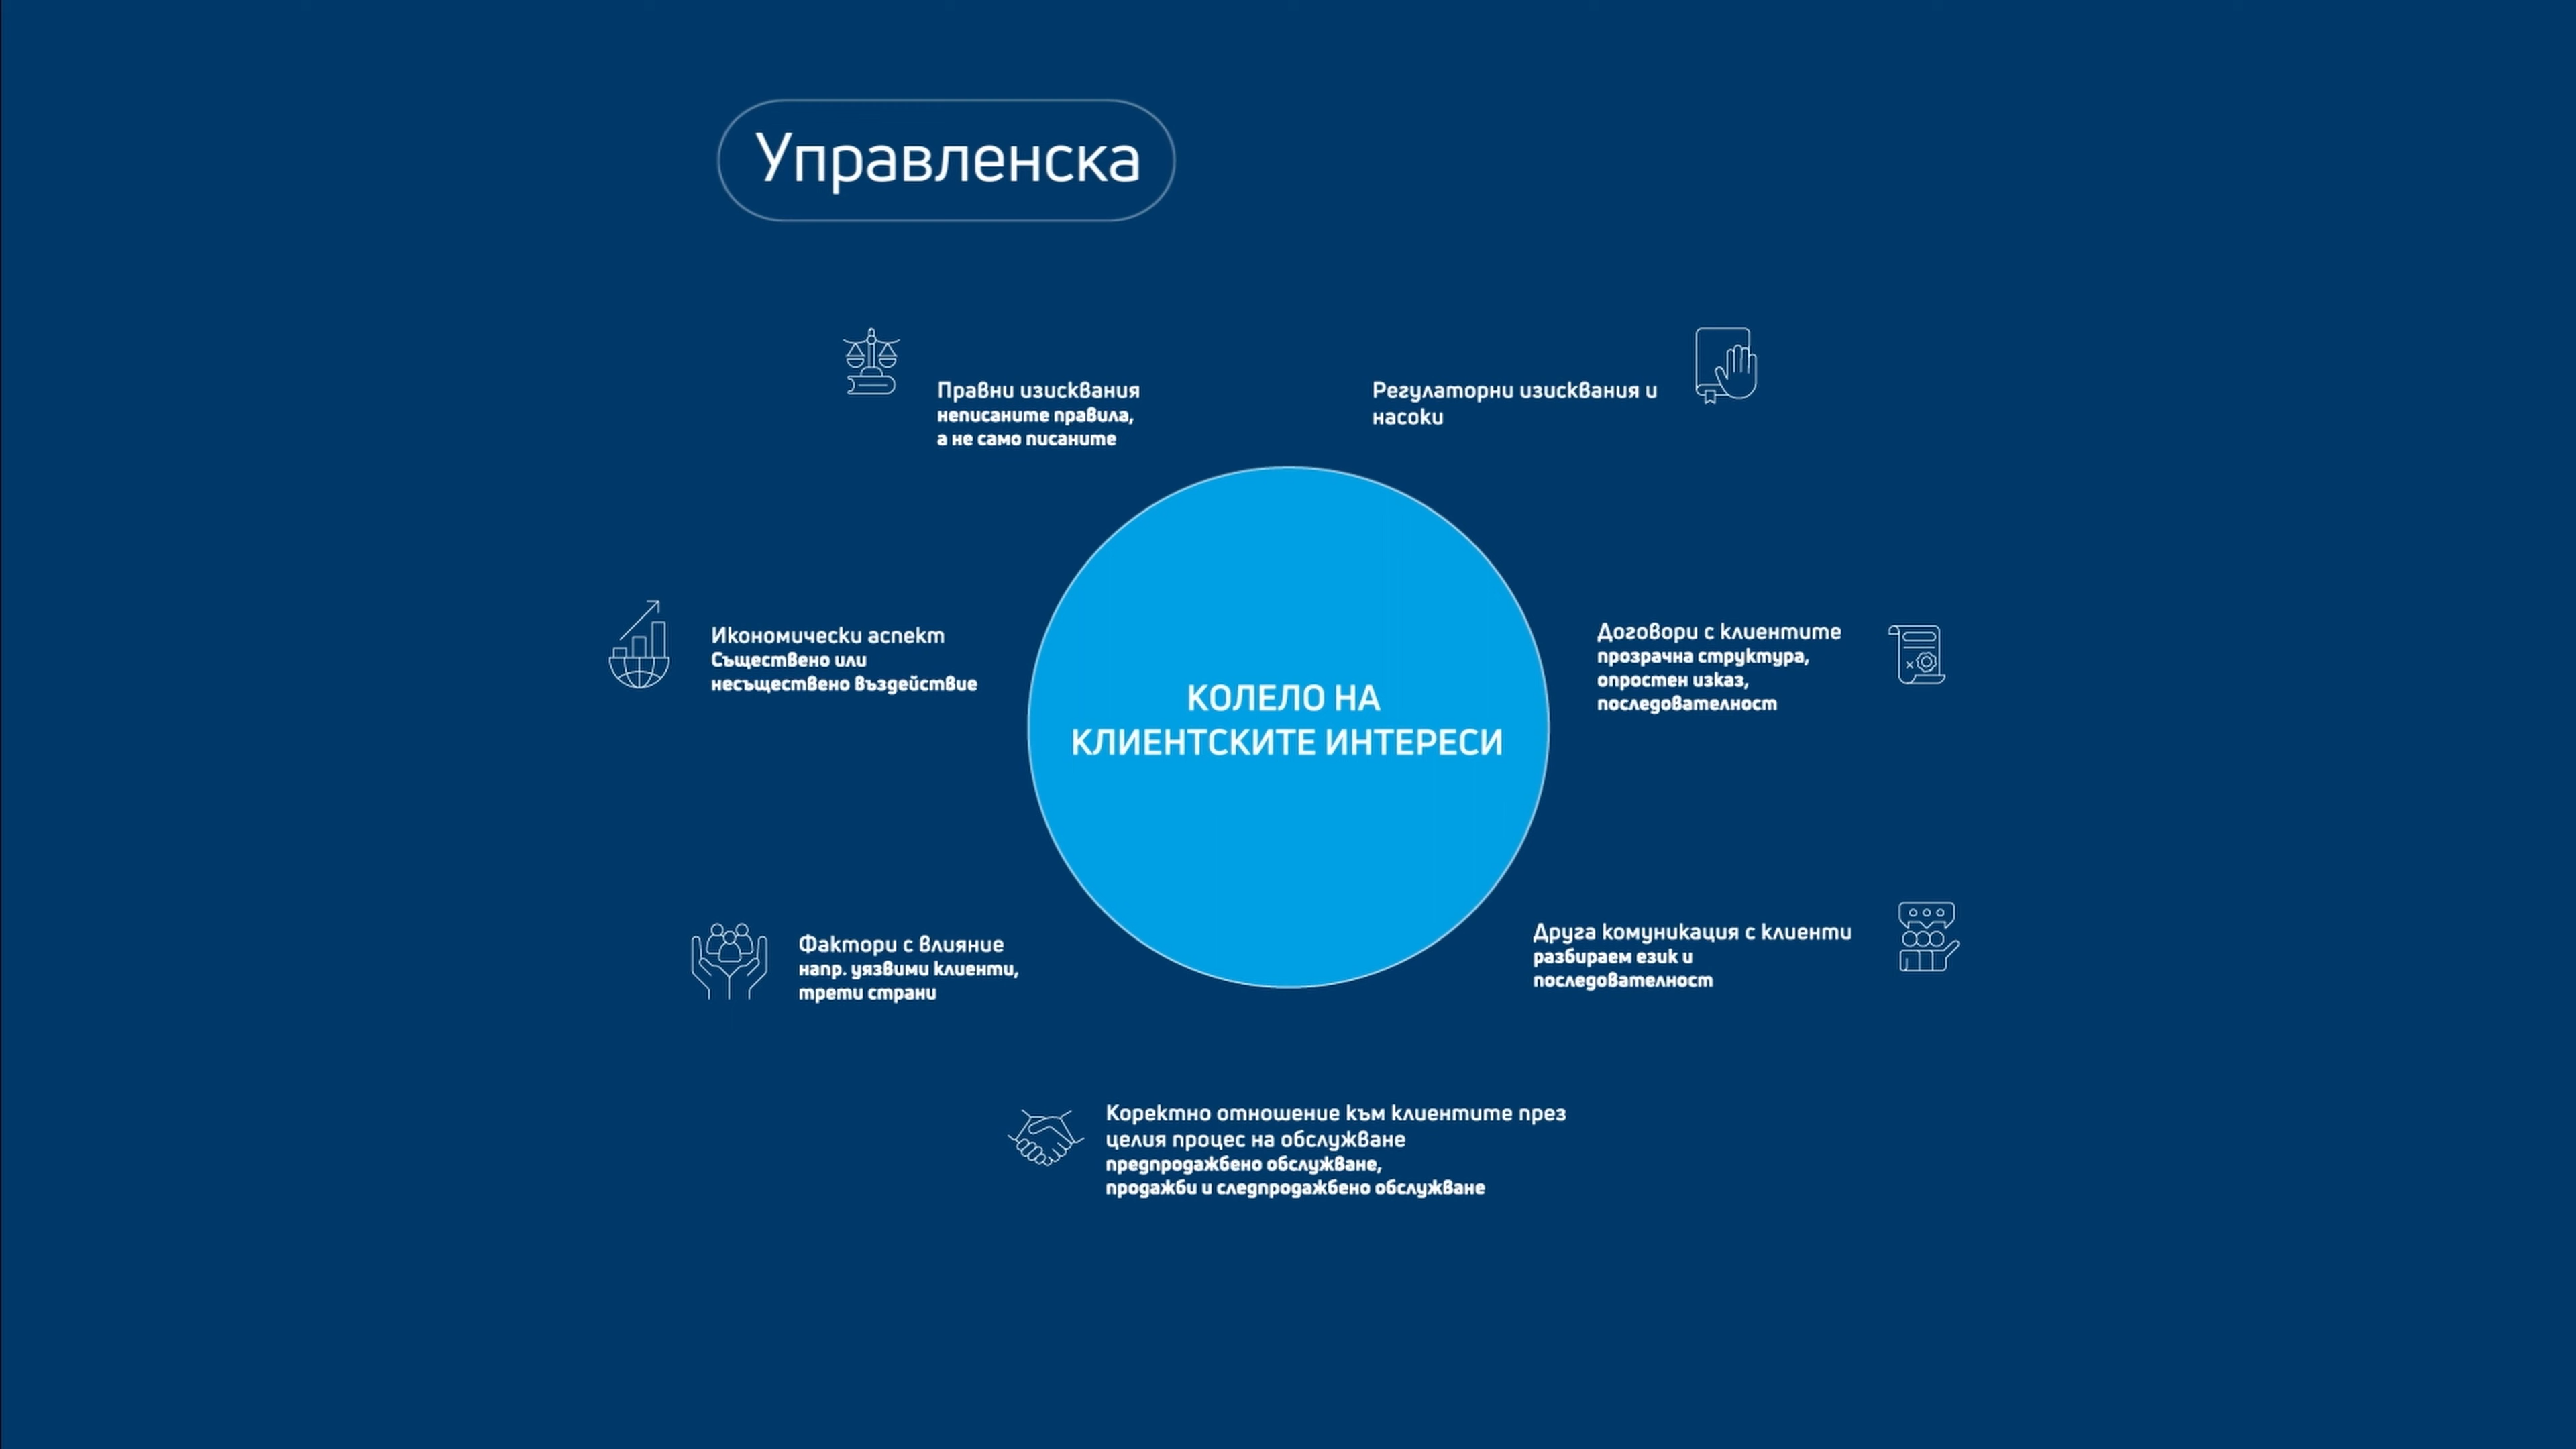 Управленска
Правни изисквания
неписаните правила,
а не само писаните
Регулаторни изисквания и
насоки
Икономически аспект
Съществено или
несъществено въздействие
КОЛЕЛО НА
КЛИЕНТСКИТЕ ИНТЕРЕСИ
Договори с клиентите
прозрачна структура,
опростен изказ,
последователност
Фактори с влияние
напр. уязвими клиенти,
трети страни
Друга комуникация с клиенти
разбираем език и
последователност
Коректно отношение към клиентите през
целия процес на обслужване
предпродажбено обслужване,
продажби и следпродажбено обслужване